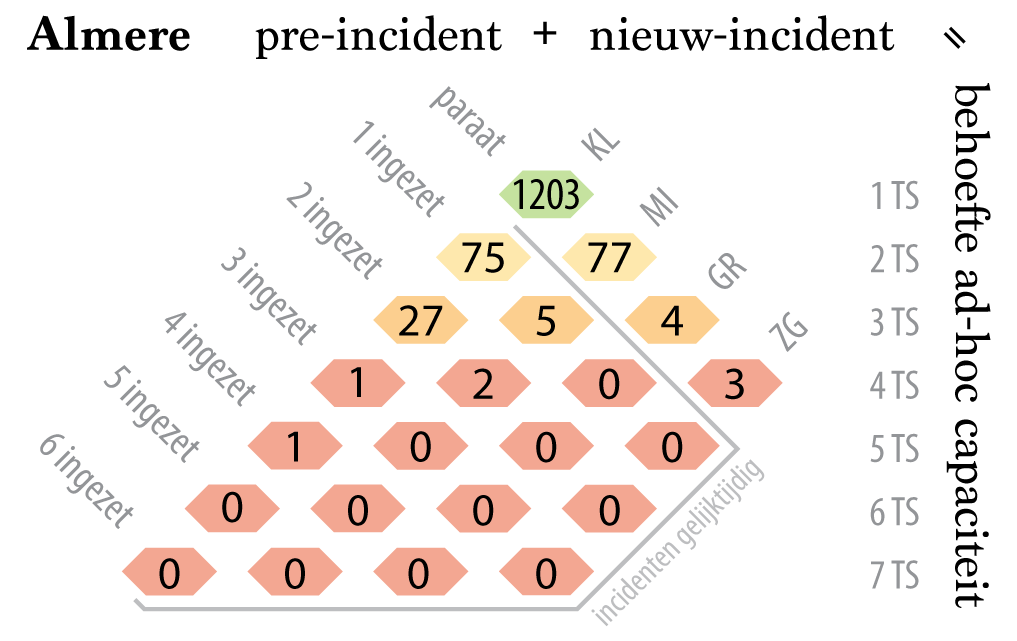 Almere pre-incident + nieuw-incident =
behoefte ad-hoc capaciteit
paraat KL
1 ingezet 1203 MI 1 TS
2 ingezet 75 77 GR 2 TS
3 ingezet 27 5 4 ZG 3 TS
4 ingezet 1 2 0 3 4 TS
5 ingezet 1 0 0 0 5 TS
6 ingezet 0 0 0 0 6 TS
0 0 0 0 7 TS
incidenten gelijktijdig